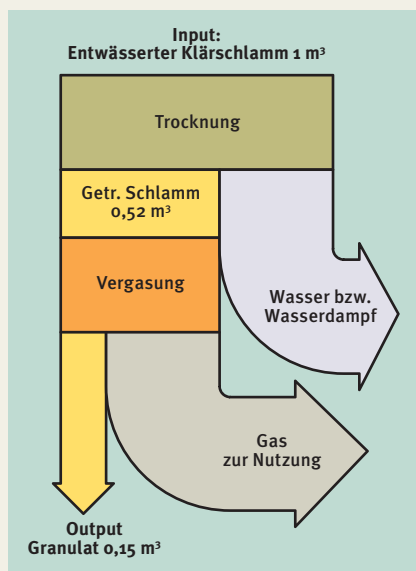 Input:
Entwässerter Klärschlamm 1 m³
Trocknung
Getr. Schlamm
0,52 m³
Vergasung
Wasser bzw.
Wasserdampf
Gas
zur Nutzung
Output
Granulat 0,15 m³